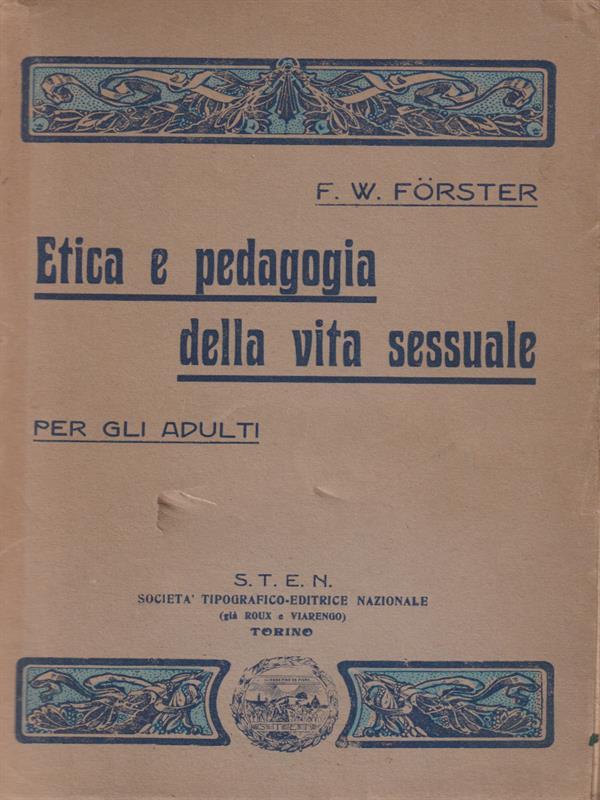 F. W. FÖRSTER
Etica e pedagogia
della vita sessuale
PER GLI ADULTI
S. T. E. N.
SOCIETA' TIPOGRAFICO-EDITRICE NAZIONALE
(già ROUX e VIARENGO)
TORINO